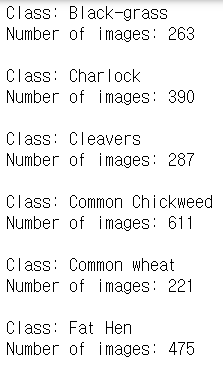 Class: Black-grass
Number of images: 263
Class: Charlock
Number of images: 390
Class: Cleavers
Number of images: 287
Class: Common Chickweed
Number of images: 611
Class: Common wheat
Number of images: 221
Class: Fat Hen
Number of images: 475